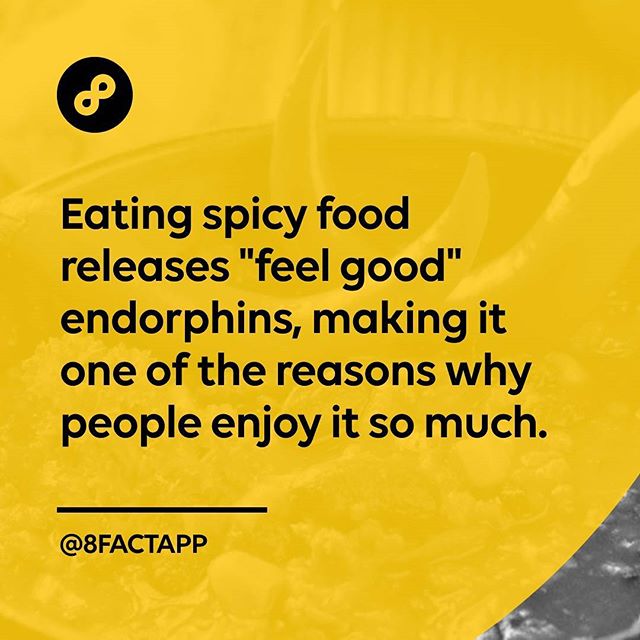 Eating spicy food
releases "feel good"
endorphins, making it
one of the reasons why
people enjoy it so much.
@8FACTAPP